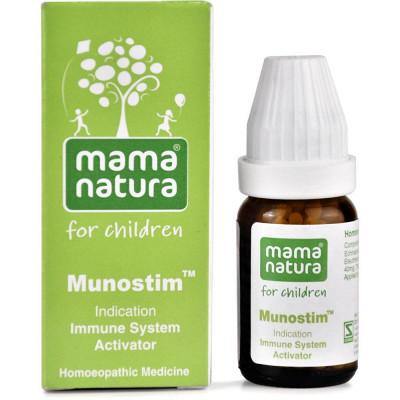 mama®
natura
for children
Munostim™
Indication
Immune System
Activator
Homoeopathic Medicine
mama®
natura
for children
Munostim™
Indication
Immune System
Activator